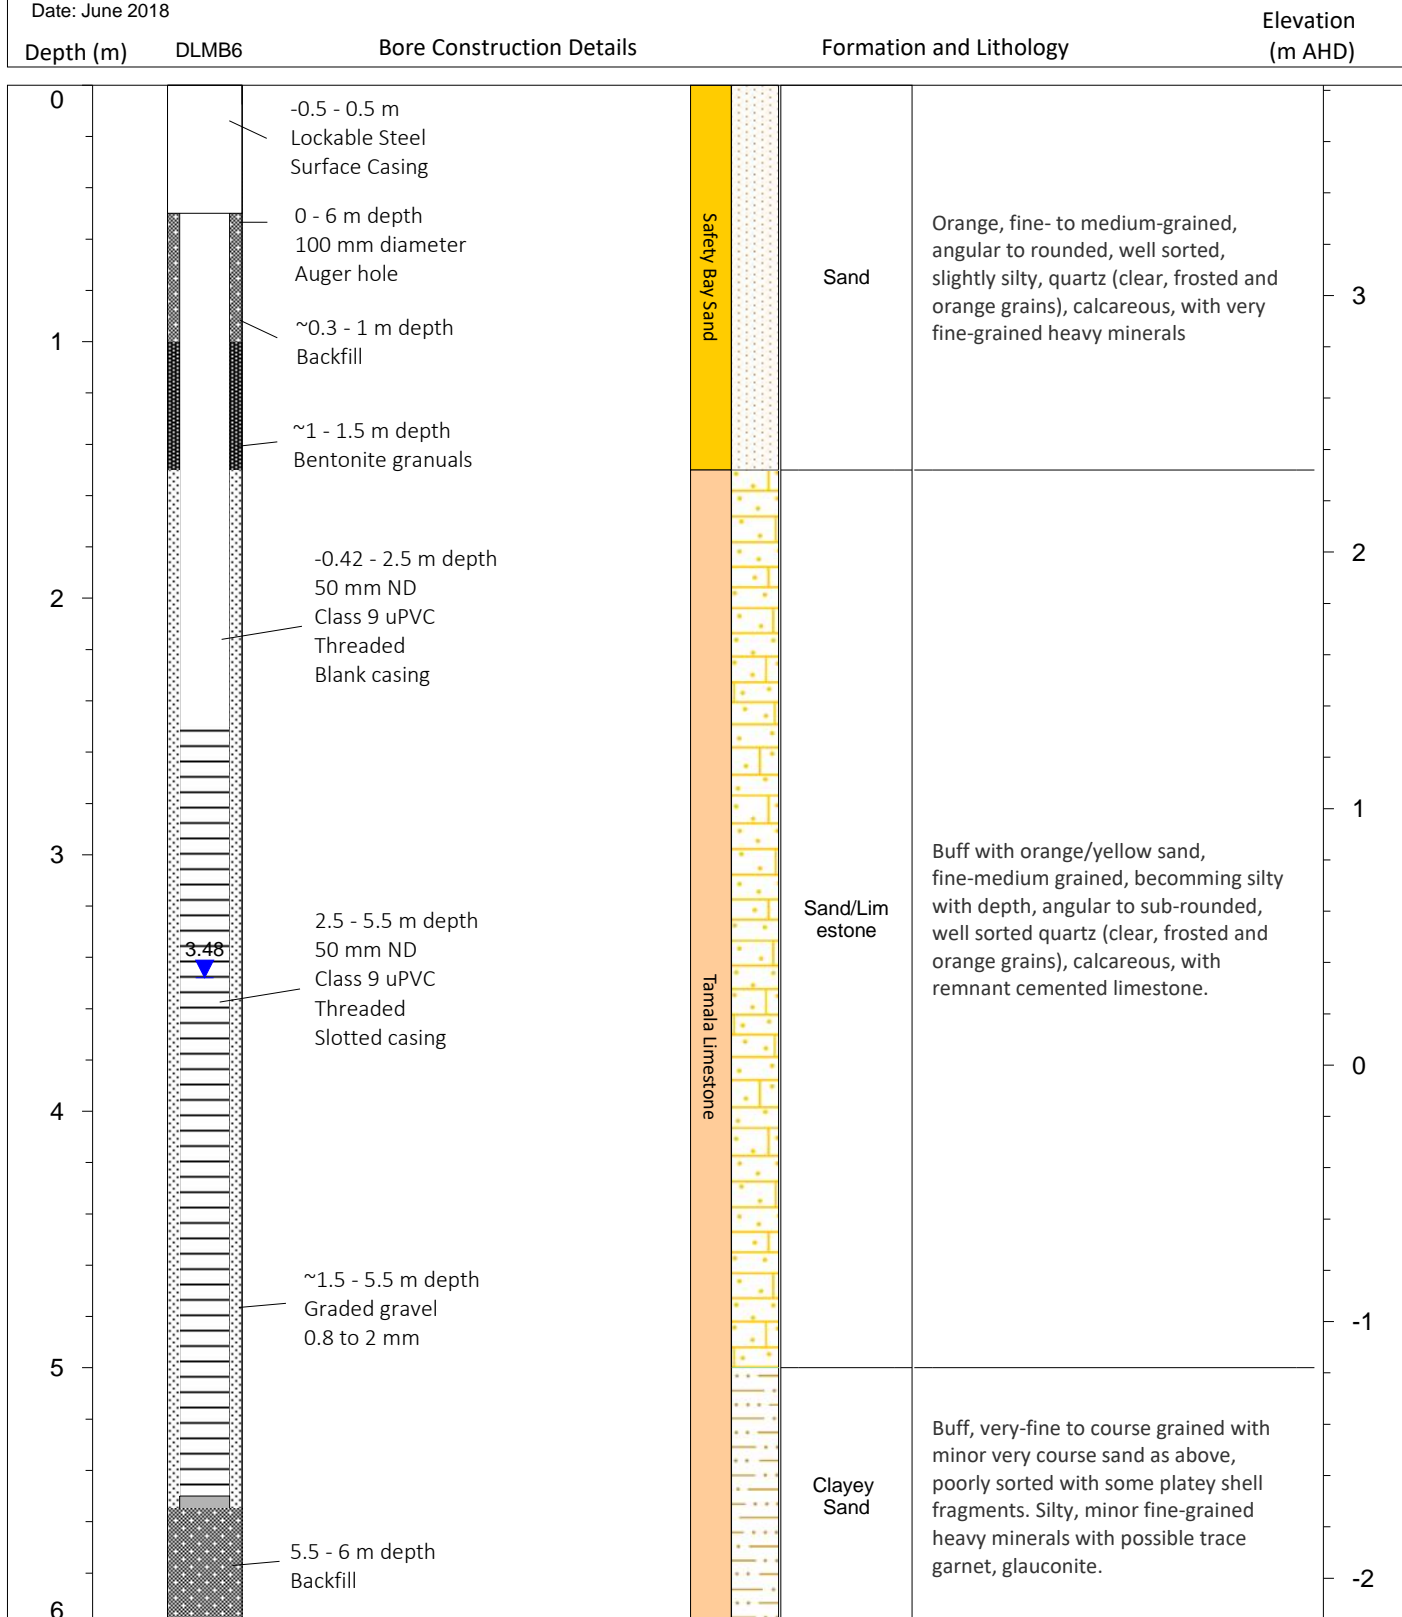 Date: June 2018
Depth (m) DLMB6 Bore Construction Details Formation and Lithology Elevation
(m AHD)
0
1
2
3
4
5
6
-0.5 - 0.5 m
Lockable Steel
Surface Casing
0 - 6 m depth
100 mm diameter
Auger hole
~0.3 - 1 m depth
Backfill
~1 - 1.5 m depth
Bentonite granuals
-0.42 - 2.5 m depth
50 mm ND
Class 9 uPVC
Threaded
Blank casing
3.48
2.5 - 5.5 m depth
50 mm ND
Class 9 uPVC
Threaded
Slotted casing
~1.5 - 5.5 m depth
Graded gravel
0.8 to 2 mm
5.5 - 6 m depth
Backfill
Safety Bay Sand
Tamala Limestone
Sand
Orange, fine- to medium-grained,
angular to rounded, well sorted,
slightly silty, quartz (clear, frosted and
orange grains), calcareous, with very
fine-grained heavy minerals
Sand/Lim
estone
Buff with orange/yellow sand,
fine-medium grained, becomming silty
with depth, angular to sub-rounded,
well sorted quartz (clear, frosted and
orange grains), calcareous, with
remnant cemented limestone.
Clayey
Sand
Buff, very-fine to course grained with
minor very course sand as above,
poorly sorted with some platey shell
fragments. Silty, minor fine-grained
heavy minerals with possible trace
garnet, glauconite.
3
2
1
0
-1
-2